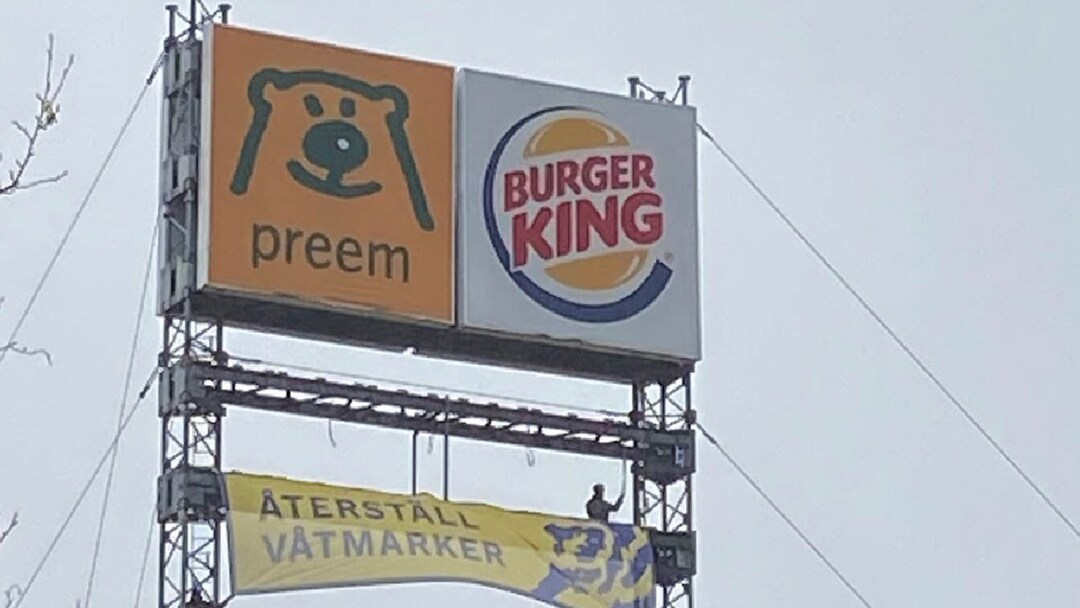 preem
BURGER
KING
®
ÅTERSTÄLL
VÅTMARKER